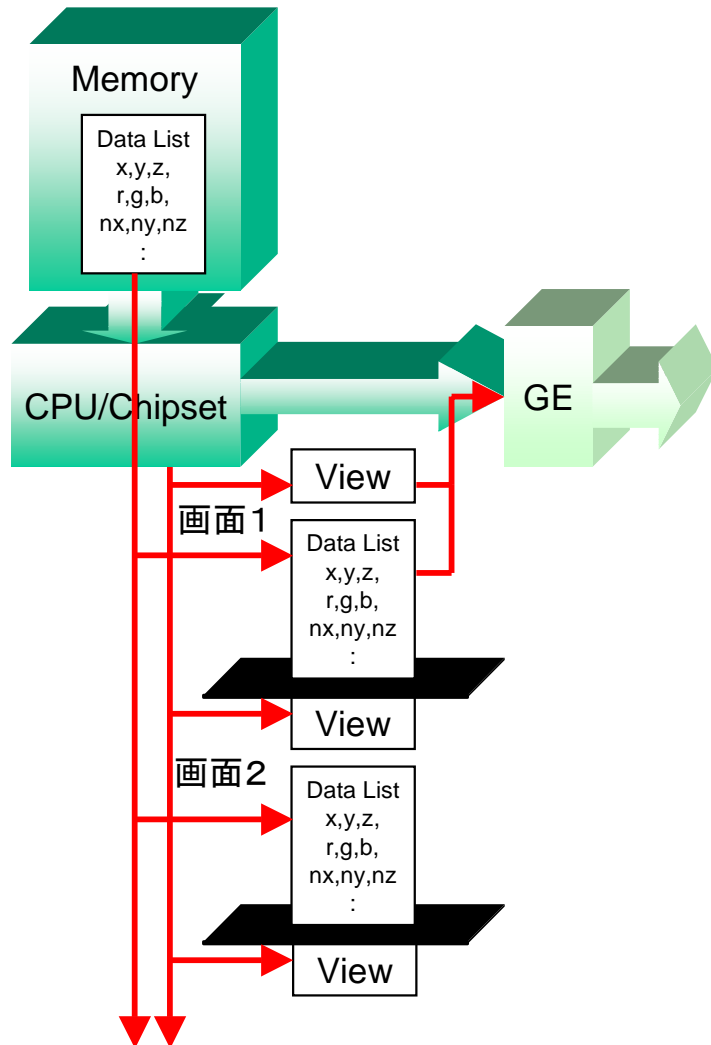 Memory
Data List
x,y,z,
r,g,b,
nx,ny,nz
:
CPU/Chipset
GE
View
画面１
Data List
x,y,z,
r,g,b,
nx,ny,nz
:
View
画面２
Data List
x,y,z,
r,g,b,
nx,ny,nz
:
View